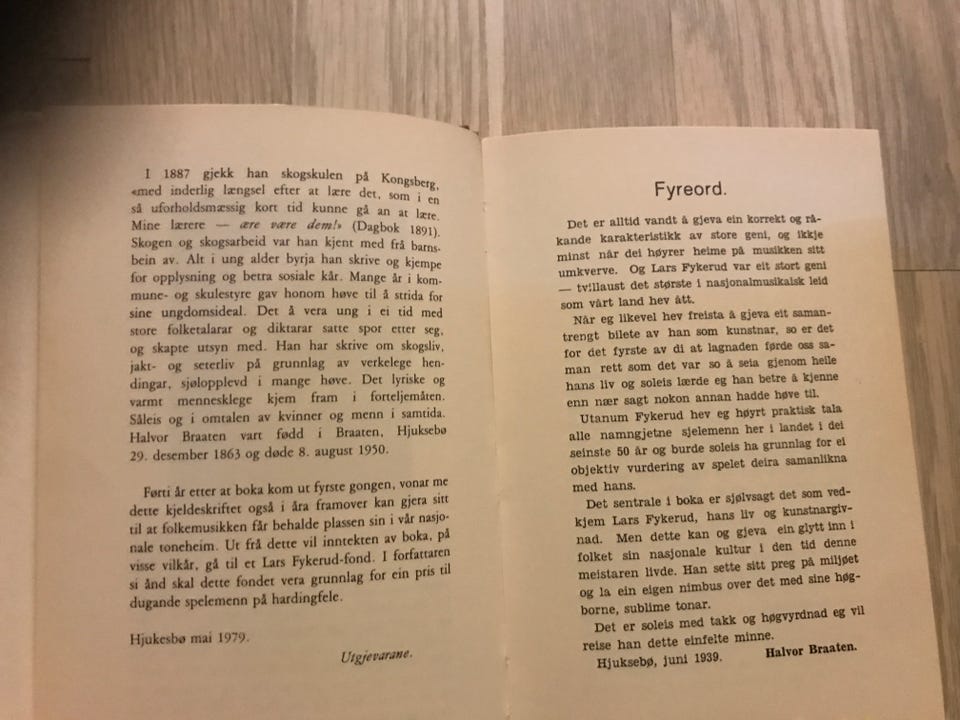 I 1887 gjekk han skogskulen på Kongsberg,
«med inderlig længsel efter at lære det, som i en
så uforholdsmæssig kort tid kunne gå an at lære.
Mine lærere — ære være dem!» (Dagbok 1891).
Skogen og skogsarbeid var han kjent med frå barns-
bein av. Alt i ung alder byrja han skrive og kjempe
for opplysning og betra sosiale kår. Mange år i kom-
mune- og skulestyre gav honom høve til å strida for
sine ungdomsideal. Det å vera ung i ei tid med
store folketalarar og diktarar satte spor etter seg,
og skapte utsyn med. Han har skrive om skogsliv,
jakt- og seterliv på grunnlag av verkelege hen-
dingar, sjølopplevd i mange høve. Det lyriske og
varmt mennesklege kjem fram i forteljemåten.
Såleis og i omtalen av kvinner og menn i samtida.
Halvor Braaten vart fødd i Braaten, Hjuksebø
29. desember 1863 og døde 8. august 1950.
Førti år etter at boka kom ut fyrste gongen, vonar me
dette kjeldeskriftet også i åra framover kan gjera sitt
til at folkemusikken får behalde plassen sin i vår nasjo-
nale toneheim. Ut frå dette vil inntekten av boka, på
visse vilkår, gå til et Lars Fykerud-fond. I forfattaren
si ånd skal dette fondet vera grunnlag for ein pris til
dugande spelemenn på hardingfele.
Hjukesbø mai 1979.
Utgjevarane.
Fyreord.
Det er alltid vandt å gjeva ein korrekt og rå-
kande karakteristikk av store geni, og ikkje
minst når dei høyrer heime på musikken sitt
umkverve. Og Lars Fykerud var eit stort geni
— tvillaust det største i nasjonalmusikalsk leid
som vårt land hev ått.
Når eg likevel hev freista å gjeva eit saman-
trengt bilete av han som kunstnar, so er det
for det fyrste av di at lagnaden førde oss sa-
man rett som det var so å seia gjenom heile
hans liv og soleis lærde eg han betre å kjenne
enn nær sagt nokon annan hadde høve til.
Utanum Fykerud hev eg høyrt praktisk tala
alle namngjetne sjelemenn her i landet i dei
seinste 50 år og burde soleis ha grunnlag for ei
objektiv vurdering av spelet deira samanlikna
med hans.
Det sentrale i boka er sjølvsagt det som ved-
kjem Lars Fykerud, hans liv og kunstnargiv-
nad. Men dette kan og gjeva ein glytt inn i
folket sin nasjonale kultur i den tid denne
meistaren livde. Han sette sitt preg på miljøet
og la ein eigen nimbus over det med sine høg-
borne, sublime tonar.
Det er soleis med takk og høgvyrdnad eg vil
reise han dette einfelte minne.
Hjuksebø, juni 1939. Halvor Braaten.